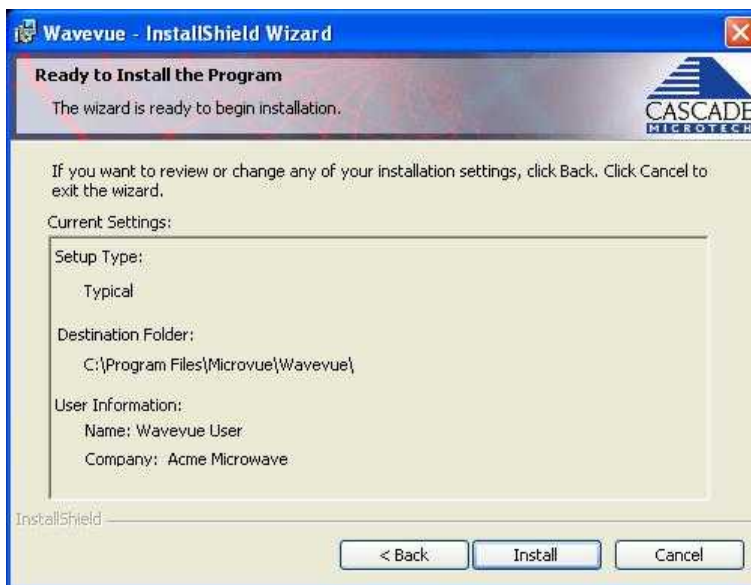 Wavevue - InstallShield Wizard
Ready to Install the Program
The wizard is ready to begin installation.
CASCADE
MICROTECH
If you want to review or change any of your installation settings, click Back. Click Cancel to
exit the wizard.
Current Settings:
Setup Type:
Typical
Destination Folder:
C:\Program Files\Microvue\Wavevue\
User Information:
Name: Wavevue User
Company: Acme Microwave
InstallShield
< Back
Install
Cancel